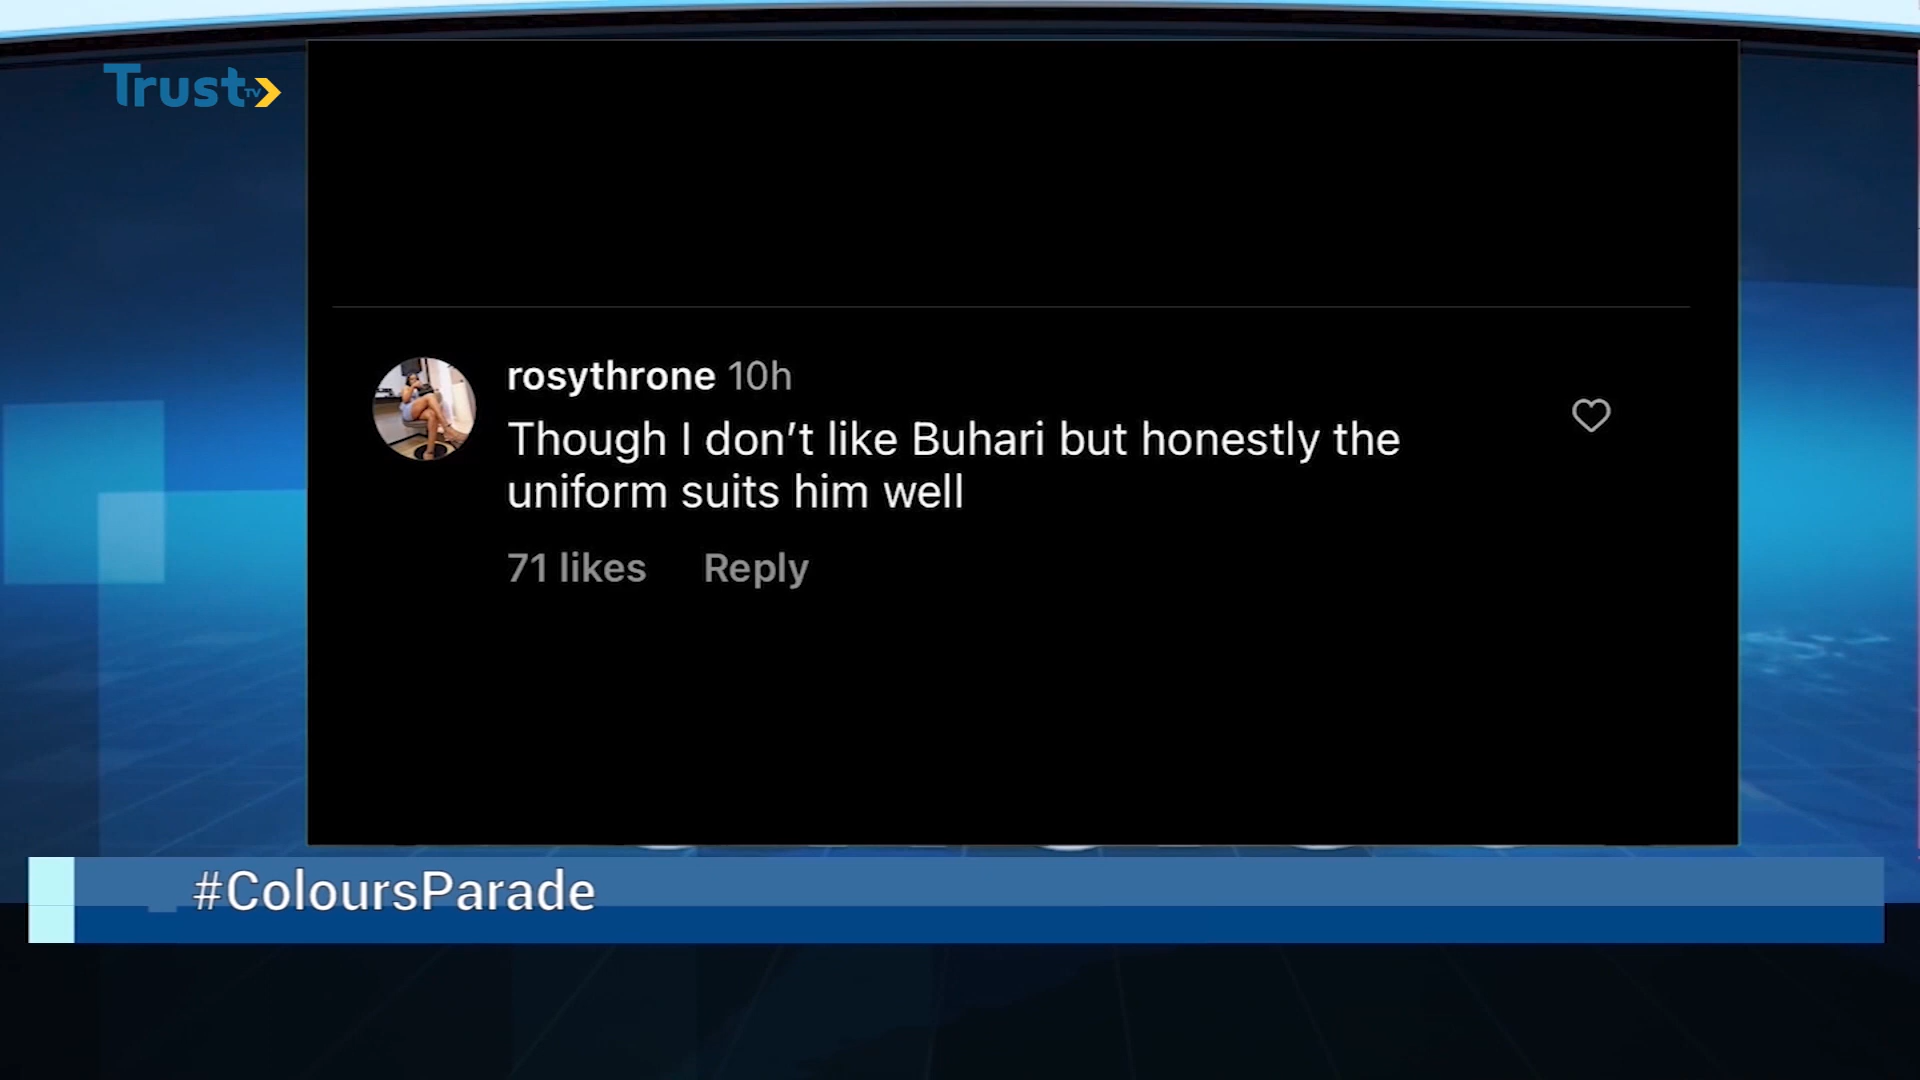 Trust TV
rosythrone 10h
Though I don’t like Buhari but honestly the
uniform suits him well
71 likes Reply
#ColoursParade